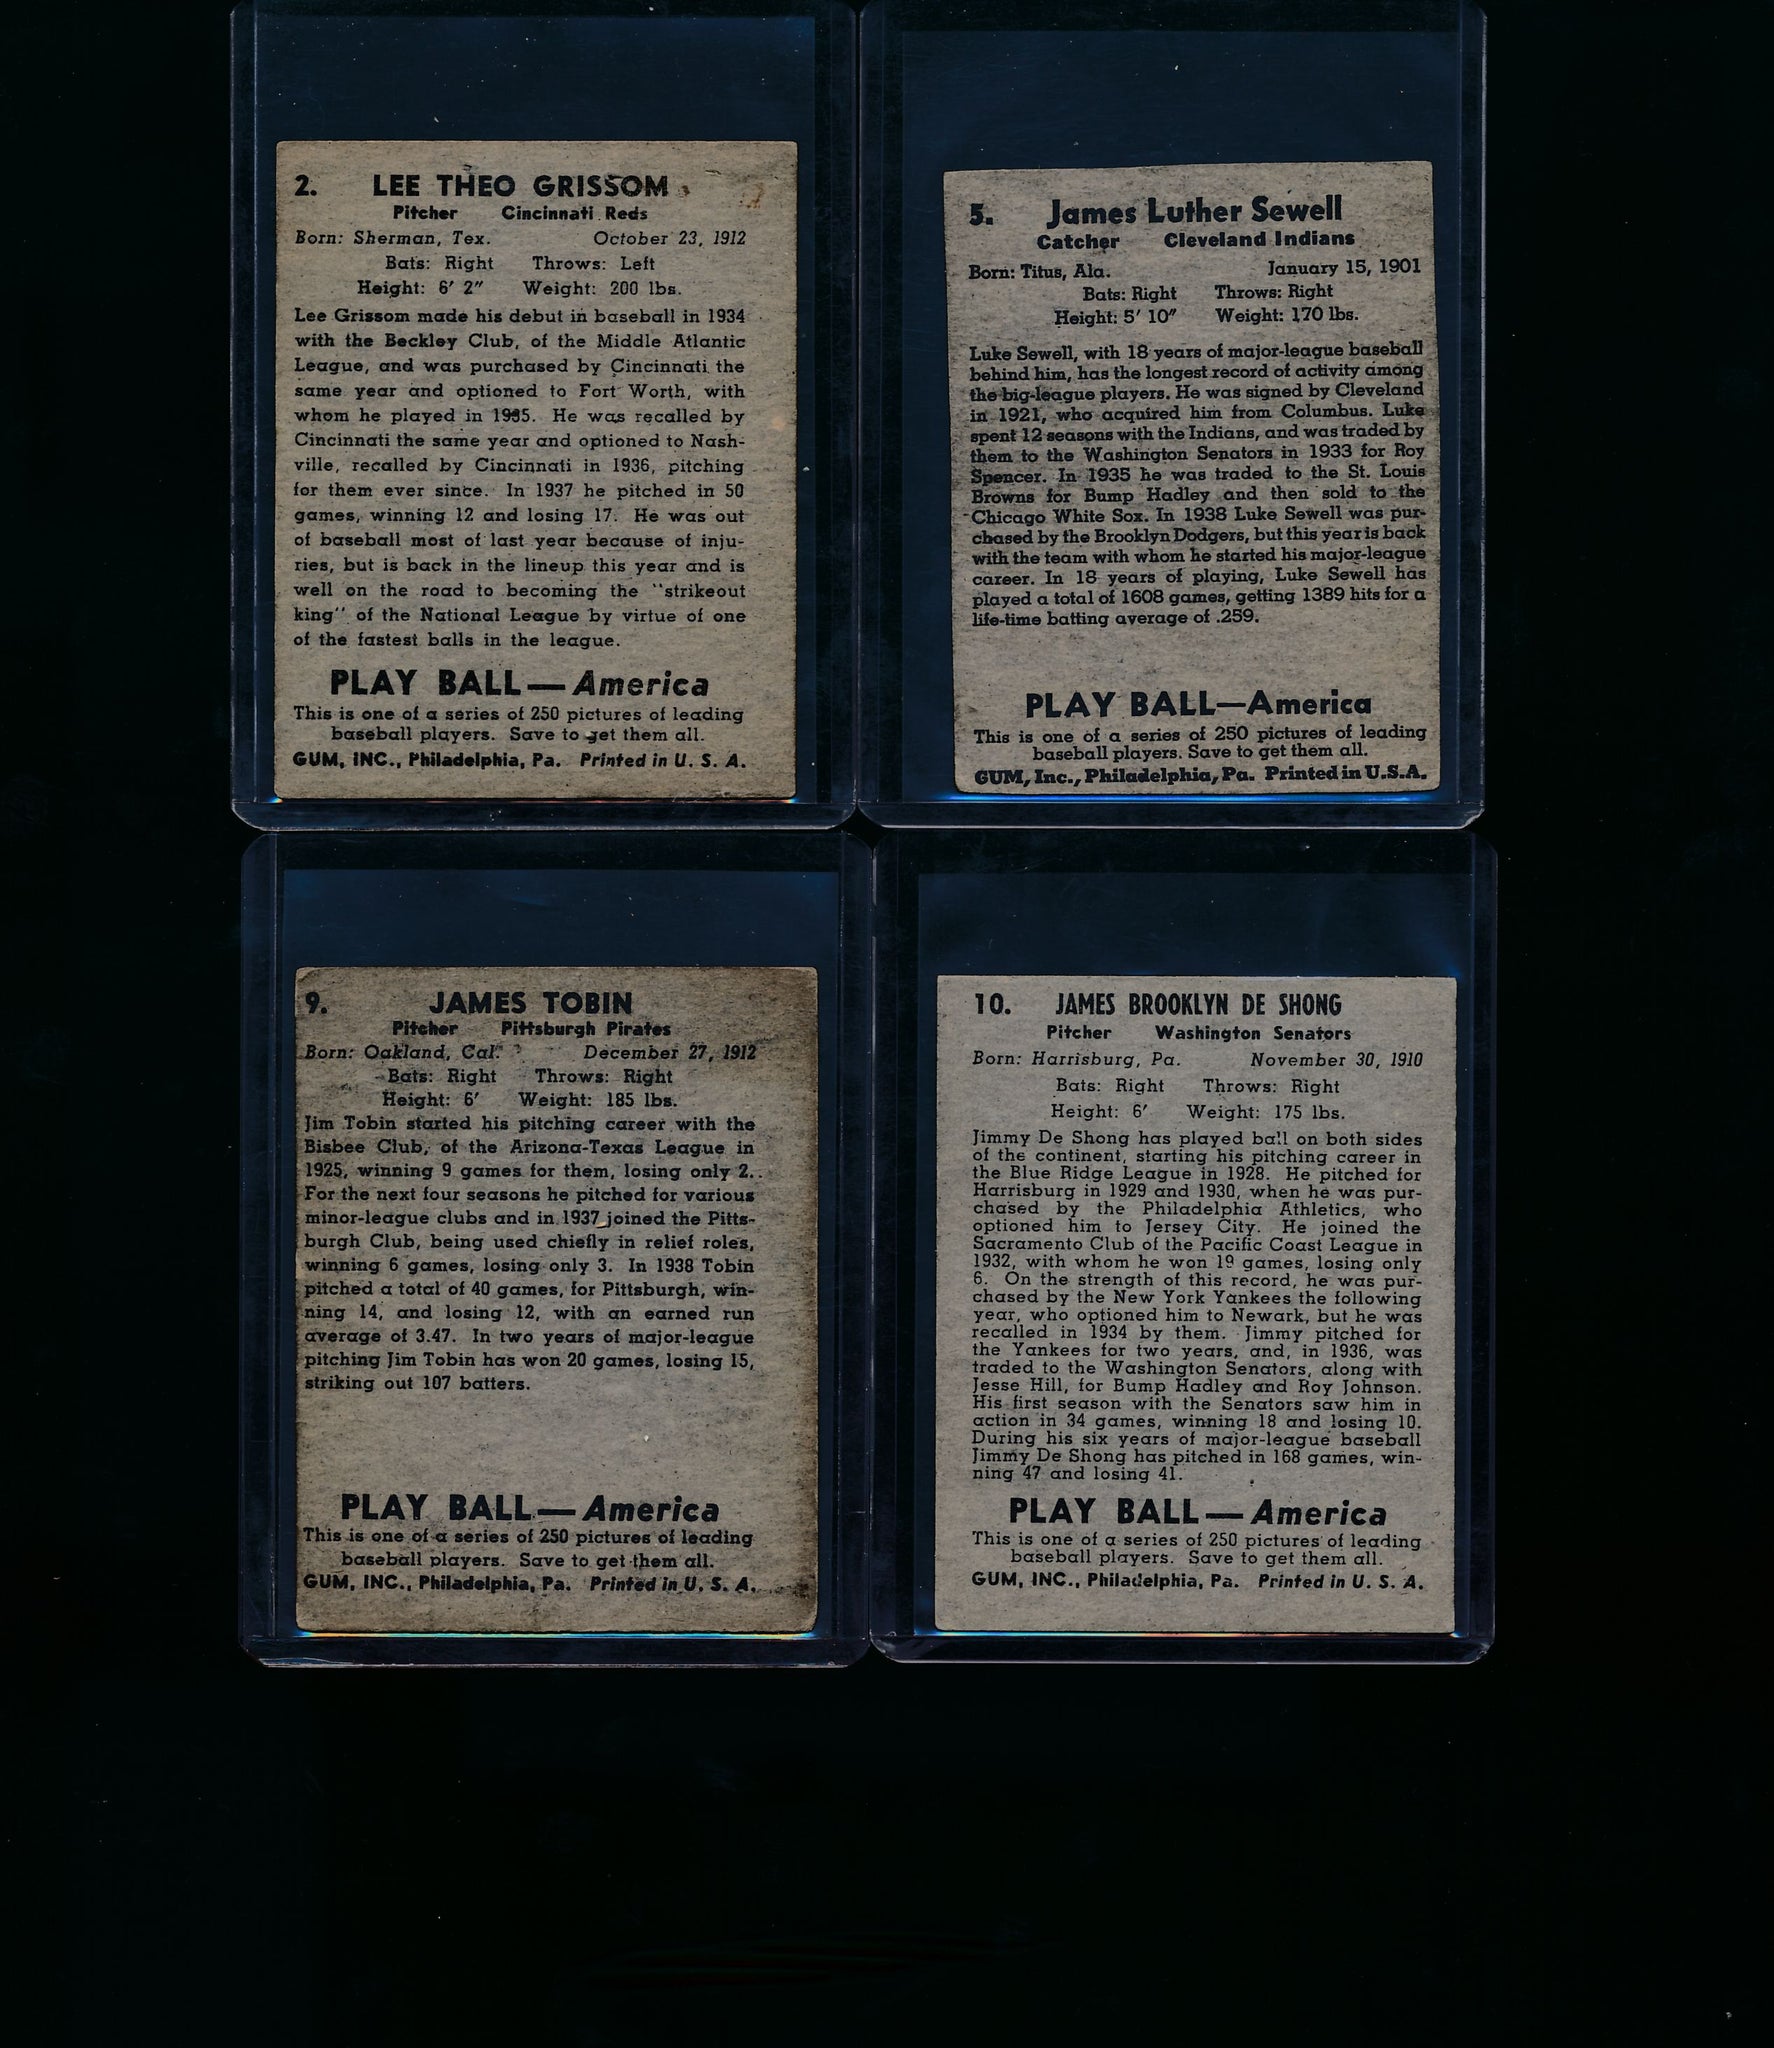 2. LEE THEO GRISSOM
Pitcher Cincinnati Reds
Born: Sherman, Tex. October 23, 1912
Bats: Right Throws: Left
Height: 6' 2" Weight: 200 lbs.
Lee Grissom made his debut in baseball in 1934
with the Beckley Club, of the Middle Atlantic
League, and was purchased by Cincinnati the
same year and optioned to Fort Worth, with
whom he played in 1935. He was recalled by
Cincinnati the same year and optioned to Nash-
ville, recalled by Cincinnati in 1936, pitching
for them ever since. In 1937 he pitched in 50
games, winning 12 and losing 17. He was out
of baseball most of last year because of inju-
ries, but is back in the lineup this year and is
well on the road to becoming the "strikeout
king" of the National League by virtue of one
of the fastest balls in the league.
PLAY BALL—America
This is one of a series of 250 pictures of leading
baseball players. Save to get them all.
GUM, INC., Philadelphia, Pa. Printed in U. S. A.
5. James Luther Sewell
Catcher Cleveland Indians
Born: Titus, Ala. January 15, 1901
Bats: Right Throws: Right
Height: 5' 10" Weight: 170 lbs.
Luke Sewell, with 18 years of major-league baseball
behind him, has the longest record of activity among
the big-league players. He was signed by Cleveland
in 1921, who acquired him from Columbus. Luke
spent 12 seasons with the Indians, and was traded by
them to the Washington Senators in 1933 for Roy
Spencer. In 1935 he was traded to the St. Louis
Browns for Bump Hadley and then sold to the
Chicago White Sox. In 1938 Luke Sewell was pur-
chased by the Brooklyn Dodgers, but this year is back
with the team with whom he started his major-league
career. In 18 years of playing, Luke Sewell has
played a total of 1608 games, getting 1389 hits for a
life-time batting average of .259.
PLAY BALL—America
This is one of a series of 250 pictures of leading
baseball players. Save to get them all.
GUM, Inc., Philadelphia, Pa. Printed in U.S.A.
9. JAMES TOBIN
Pitcher Pittsburgh Pirates
Born: Oakland, Cal. December 27, 1912
Bats: Right Throws: Right
Height: 6' Weight: 185 lbs.
Jim Tobin started his pitching career with the
Bisbee Club, of the Arizona-Texas League in
1925, winning 9 games for them, losing only 2.
For the next four seasons he pitched for various
minor-league clubs and in 1937 joined the Pitts-
burgh Club, being used chiefly in relief roles,
winning 6 games, losing only 3. In 1938 Tobin
pitched a total of 40 games, for Pittsburgh, win-
ning 14, and losing 12, with an earned run
average of 3.47. In two years of major-league
pitching Jim Tobin has won 20 games, losing 15,
striking out 107 batters.
PLAY BALL—America
This is one of a series of 250 pictures of leading
baseball players. Save to get them all.
GUM, INC., Philadelphia, Pa. Printed in U. S. A.
10. JAMES BROOKLYN DE SHONG
Pitcher Washington Senators
Born: Harrisburg, Pa. November 30, 1910
Bats: Right Throws: Right
Height: 6' Weight: 175 lbs.
Jimmy De Shong has played ball on both sides
of the continent, starting his pitching career in
the Blue Ridge League in 1928. He pitched for
Harrisburg in 1929 and 1930, when he was pur-
chased by the Philadelphia Athletics, who
optioned him to Jersey City. He joined the
Sacramento Club of the Pacific Coast League in
1932, with whom he won 19 games, losing only
6. On the strength of this record, he was pur-
chased by the New York Yankees the following
year, who optioned him to Newark, but he was
recalled in 1934 by them. Jimmy pitched for
the Yankees for two years, and, in 1936, was
traded to the Washington Senators, along with
Jesse Hill, for Bump Hadley and Roy Johnson.
His first season with the Senators saw him in
action in 34 games, winning 18 and losing 10.
During his six years of major-league baseball
Jimmy De Shong has pitched in 168 games, win-
ning 47 and losing 41.
PLAY BALL—America
This is one of a series of 250 pictures of leading
baseball players. Save to get them all.
GUM, INC., Philadelphia, Pa. Printed in U. S. A.